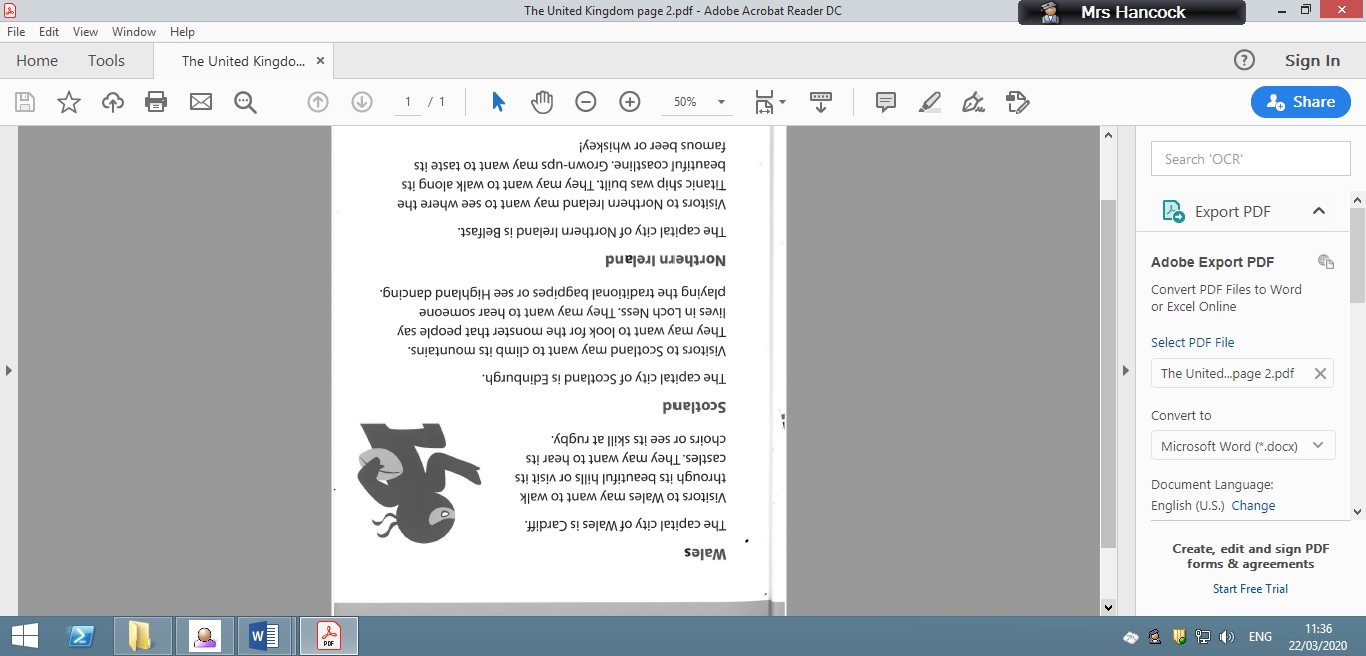 The United Kingdom page 2.pdf - Adobe Acrobat Reader DC
Mrs Hancock
File Edit View Window Help
Home Tools The United Kingdo... × ? Sign In
1 / 1 50% Share
Wales
The capital city of Wales is Cardiff.
Visitors to Wales may want to walk
through its beautiful hills or visit its
castles. They may want to hear its
choirs or see its skill at rugby.
Scotland
The capital city of Scotland is Edinburgh.
Visitors to Scotland may want to climb its mountains.
They may want to look for the monster that people say
lives in Loch Ness. They may want to hear someone
playing the traditional bagpipes or see Highland dancing.
Northern Ireland
The capital city of Northern Ireland is Belfast.
Visitors to Northern Ireland may want to see where the
Titanic ship was built. They may want to walk along its
beautiful coastline. Grown-ups may want to taste its
famous beer or whiskey!
Search 'OCR'
Export PDF
Adobe Export PDF
Convert PDF Files to Word
or Excel Online
Select PDF File
The United...page 2.pdf
Convert to
Microsoft Word (*.docx)
Document Language:
English (U.S.) Change
Create, edit and sign PDF
forms & agreements
Start Free Trial
PDF
ENG
11:36
22/03/2020